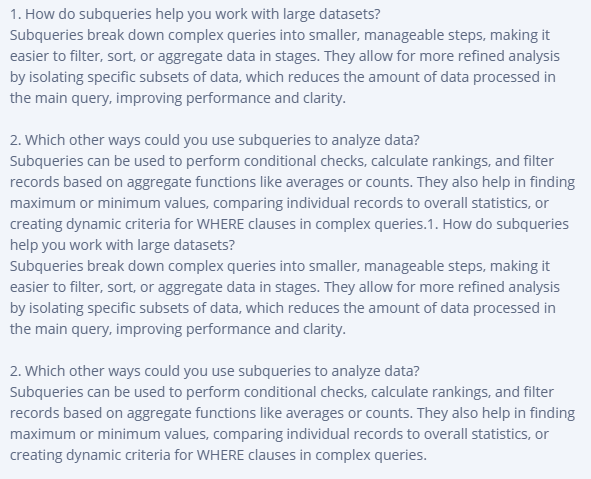 1. How do subqueries help you work with large datasets?
Subqueries break down complex queries into smaller, manageable steps, making it
easier to filter, sort, or aggregate data in stages. They allow for more refined analysis
by isolating specific subsets of data, which reduces the amount of data processed in
the main query, improving performance and clarity.

2. Which other ways could you use subqueries to analyze data?
Subqueries can be used to perform conditional checks, calculate rankings, and filter
records based on aggregate functions like averages or counts. They also help in finding
maximum or minimum values, comparing individual records to overall statistics, or
creating dynamic criteria for WHERE clauses in complex queries.1. How do subqueries
help you work with large datasets?
Subqueries break down complex queries into smaller, manageable steps, making it
easier to filter, sort, or aggregate data in stages. They allow for more refined analysis
by isolating specific subsets of data, which reduces the amount of data processed in
the main query, improving performance and clarity.

2. Which other ways could you use subqueries to analyze data?
Subqueries can be used to perform conditional checks, calculate rankings, and filter
records based on aggregate functions like averages or counts. They also help in finding
maximum or minimum values, comparing individual records to overall statistics, or
creating dynamic criteria for WHERE clauses in complex queries.